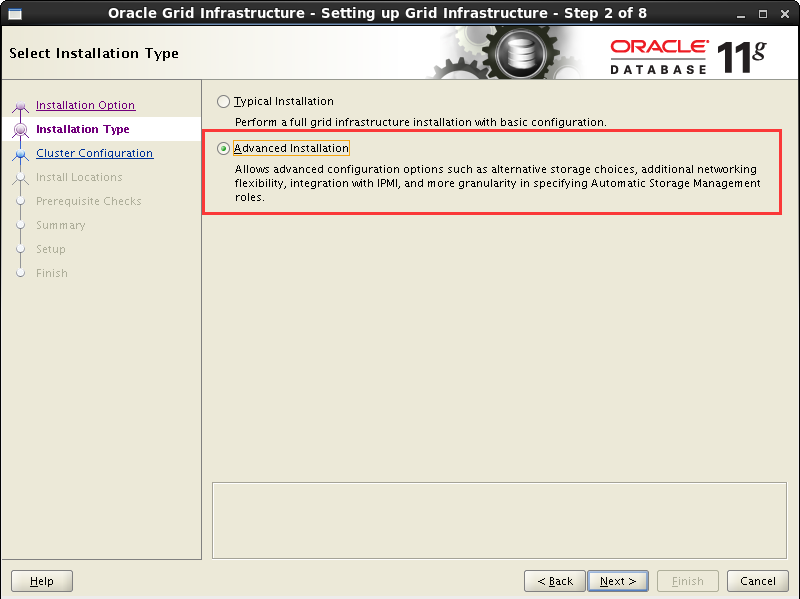 Oracle Grid Infrastructure - Setting up Grid Infrastructure - Step 2 of 8
Select Installation Type
ORACLE
DATABASE
11g
Installation Option
Installation Type
Cluster Configuration
Install Locations
Prerequisite Checks
Summary
Setup
Finish
Typical Installation
Perform a full grid infrastructure installation with basic configuration.
Advanced Installation
Allows advanced configuration options such as alternative storage choices, additional networking
flexibility, integration with IPMI, and more granularity in specifying Automatic Storage Management
roles.
Help
< Back
Next >
Finish
Cancel